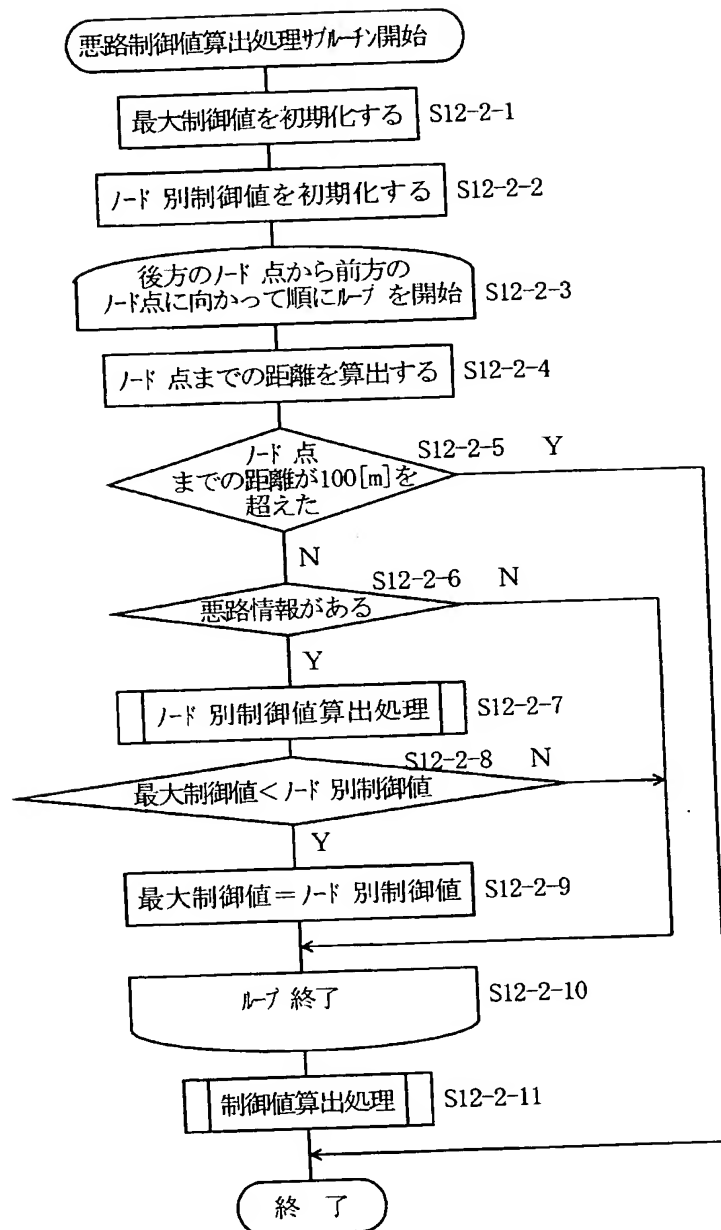 悪路制御値算出処理ｻﾌﾞﾙｰﾁﾝ開始
最大制御値を初期化する S12-2-1
ﾉｰﾄﾞ 別制御値を初期化する S12-2-2
後方のﾉｰﾄﾞ 点から前方の
ﾉｰﾄﾞ点に向かって順にﾙｰﾌﾟ を開始 S12-2-3
ﾉｰﾄﾞ 点までの距離を算出する S12-2-4
ﾉｰﾄﾞ 点
までの距離が100[m]を
超えた
S12-2-5 Y
N
S12-2-6 N
悪路情報がある
Y
ﾉｰﾄﾞ 別制御値算出処理 S12-2-7
S12-2-8 N
最大制御値＜ﾉｰﾄﾞ 別制御値
Y
最大制御値＝ﾉｰﾄﾞ 別制御値 S12-2-9
ﾙｰﾌﾟ 終了 S12-2-10
制御値算出処理 S12-2-11
終 了